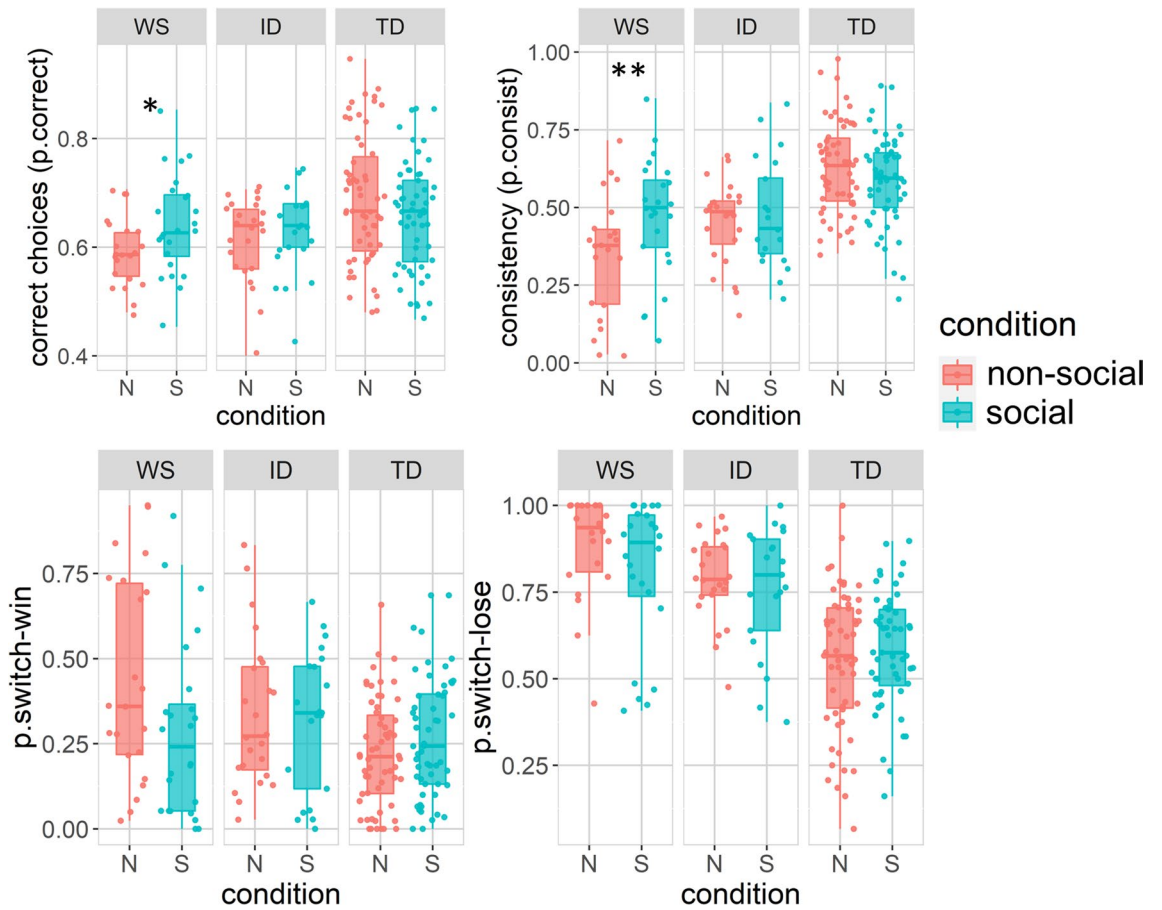 WS ID TD
correct choices (p.correct)
*
0.8
0.6
0.4
N S N S N S
condition
WS ID TD
consistency (p.consist)
**
1.00
0.75
0.50
0.25
0.00
N S N S N S
condition
condition
non-social
social
WS ID TD
p.switch-win
0.75
0.50
0.25
0.00
N S N S N S
condition
WS ID TD
p.switch-lose
1.00
0.75
0.50
0.25
N S N S N S
condition